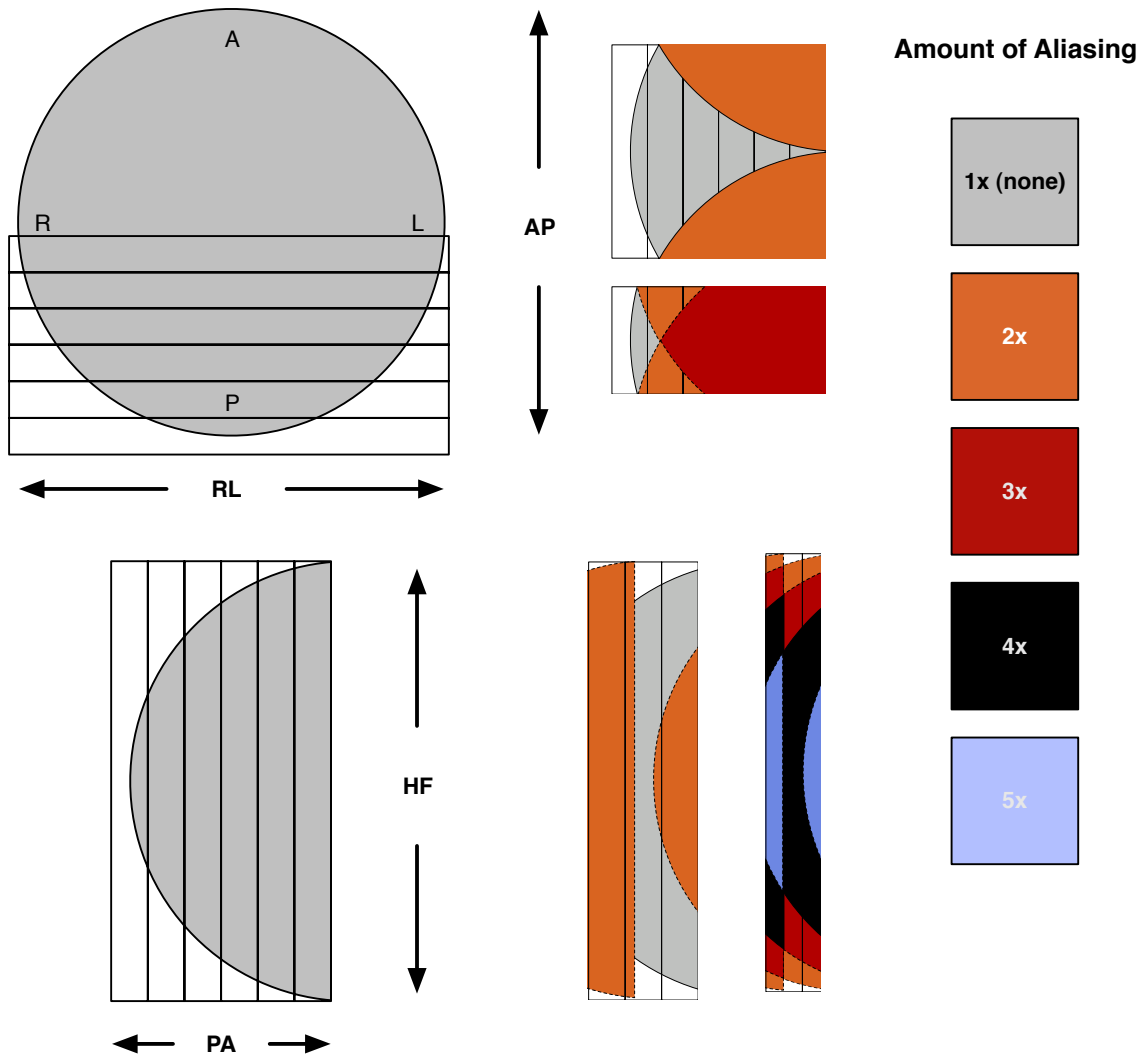 A
R
L
P
RL
AP
Amount of Aliasing
1x (none)
2x
3x
4x
5x
HF
PA